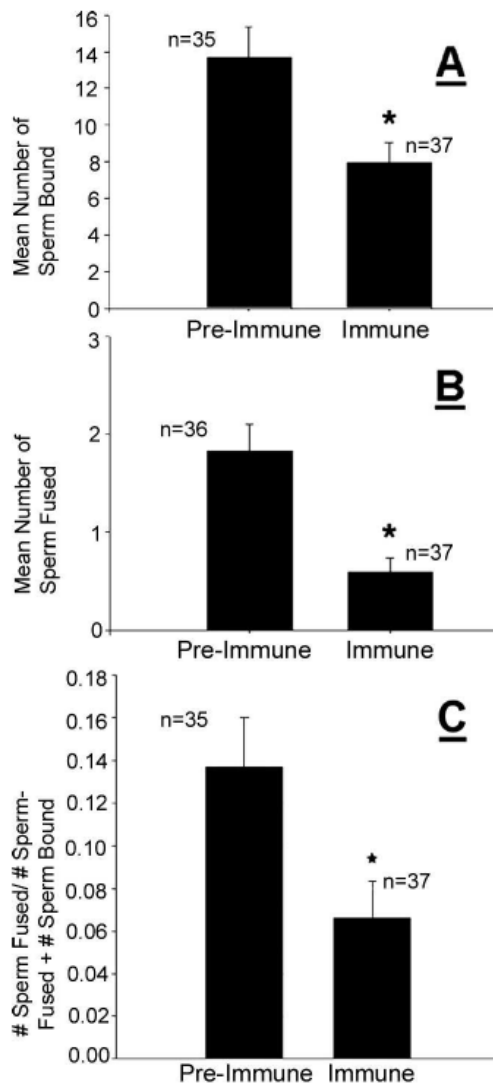 16
14
12
10
8
6
4
2
0
Mean Number of
Sperm Bound
n=35
A
*
n=37
Pre-Immune Immune
3
2
1
0
Mean Number of
Sperm Fused
n=36
B
*
n=37
Pre-Immune Immune
0.18
0.16
0.14
0.12
0.10
0.08
0.06
0.04
0.02
0.00
# Sperm Fused/ # Sperm-
Fused + # Sperm Bound
n=35
C
*
n=37
Pre-Immune Immune